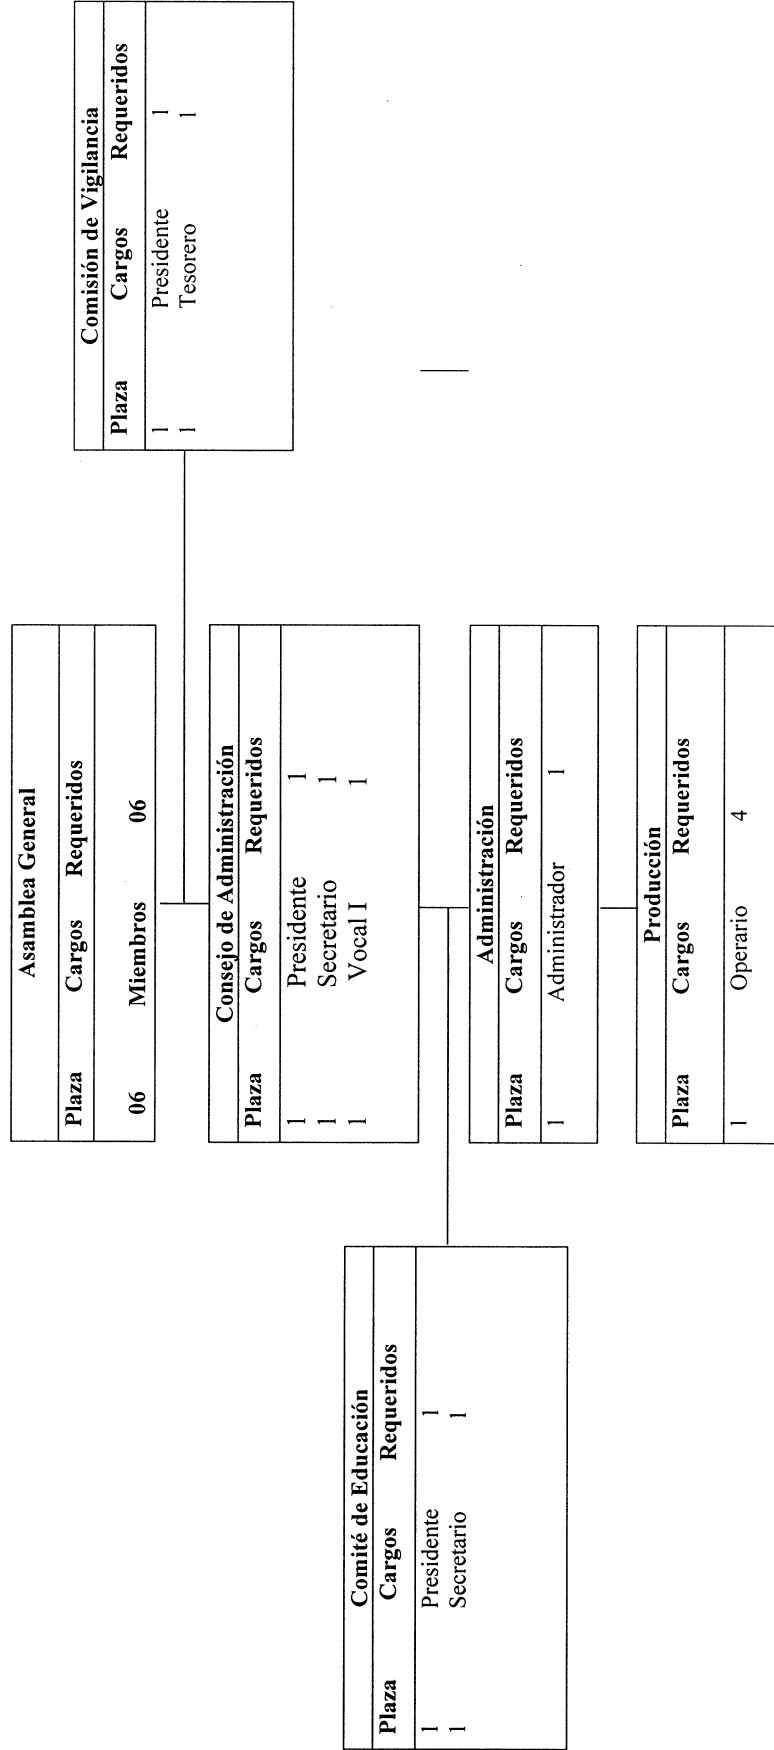 Asamblea General
Plaza Cargos Requeridos
06 Miembros 06
Comisión de Vigilancia
Plaza Cargos Requeridos
1 Presidente 1
1 Tesorero 1
Consejo de Administración
Plaza Cargos Requeridos
1 Presidente 1
1 Secretario 1
1 Vocal I 1
Comité de Educación
Plaza Cargos Requeridos
1 Presidente 1
1 Secretario 1
Administración
Plaza Cargos Requeridos
1 Administrador 1
Producción
Plaza Cargos Requeridos
1 Operario 4